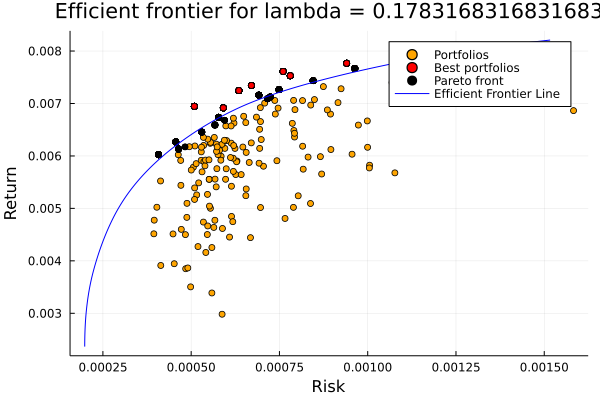 Efficient frontier for lambda = 0.1783168316831683
0.008
0.007
0.006
0.005
0.004
0.003
Return
Portfolios
Best portfolios
Pareto front
Efficient Frontier Line
0.00025
0.00050
0.00075
0.00100
0.00125
0.00150
Risk